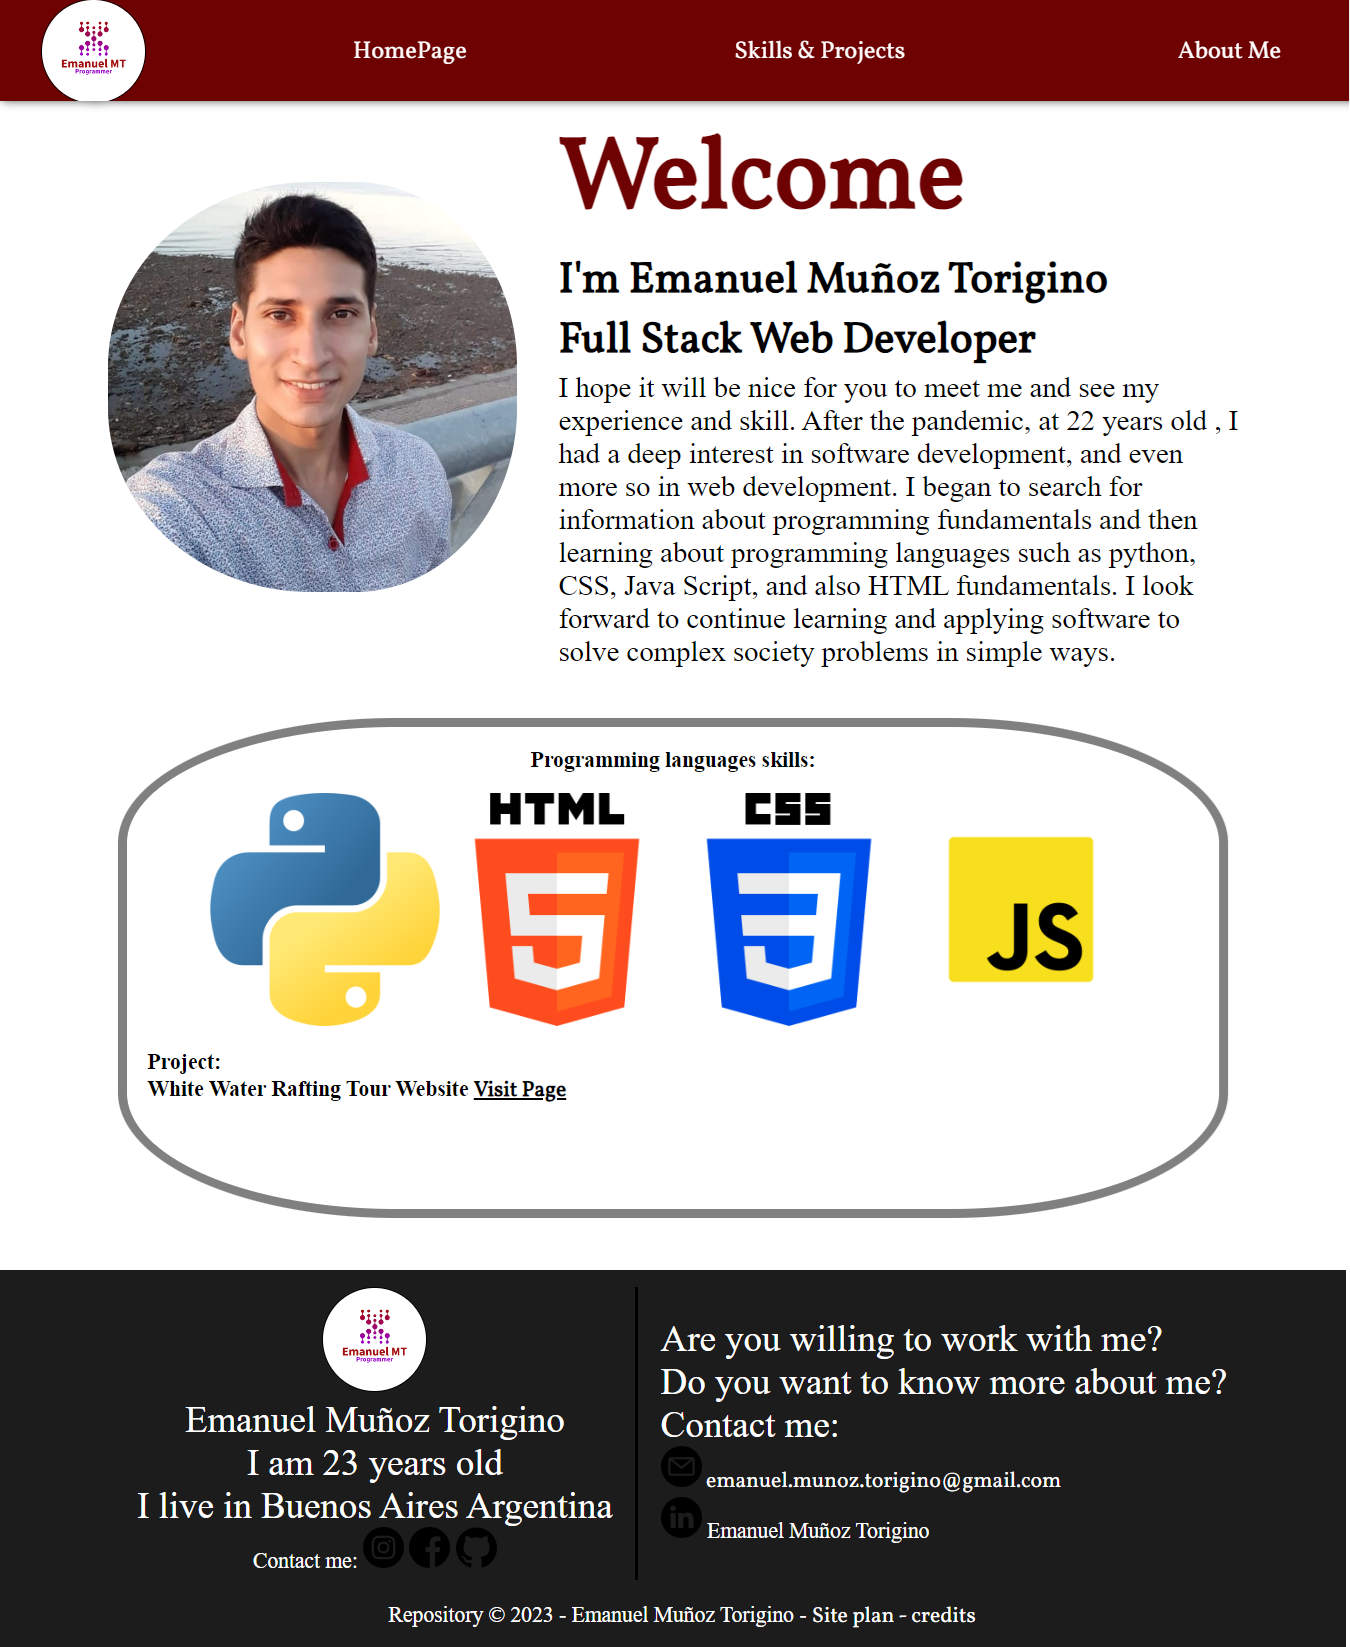 Emanuel MT
Programmer
HomePage
Skills & Projects
About Me
Welcome
I'm Emanuel Muñoz Torigino
Full Stack Web Developer
I hope it will be nice for you to meet me and see my
experience and skill. After the pandemic, at 22 years old , I
had a deep interest in software development, and even
more so in web development. I began to search for
information about programming fundamentals and then
learning about programming languages such as python,
CSS, Java Script, and also HTML fundamentals. I look
forward to continue learning and applying software to
solve complex society problems in simple ways.
Programming languages skills:
HTML
5
CSS
3
JS
Project:
White Water Rafting Tour Website Visit Page
Emanuel MT
Programmer
Emanuel Muñoz Torigino
I am 23 years old
I live in Buenos Aires Argentina
Contact me:
Are you willing to work with me?
Do you want to know more about me?
Contact me:
emanuel.munoz.torigino@gmail.com
in Emanuel Muñoz Torigino
Repository © 2023 - Emanuel Muñoz Torigino - Site plan - credits